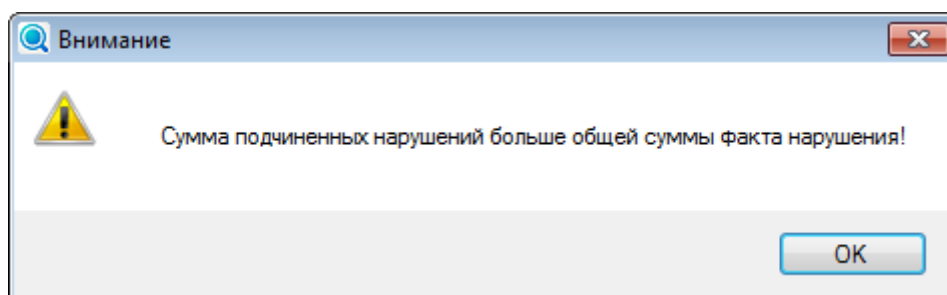 Внимание
Сумма подчиненных нарушений больше общей суммы факта нарушения!
OK